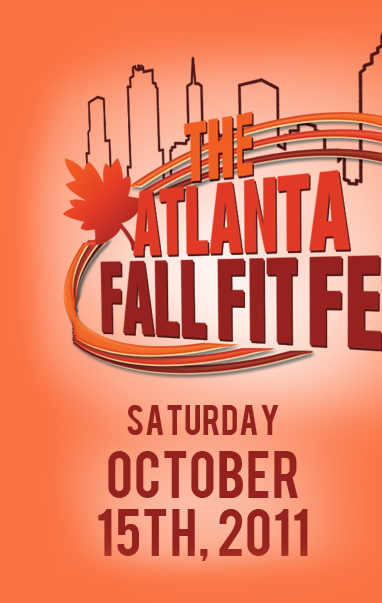 THE
ATLANTA
FALL FIT FE
SATURDAY
OCTOBER
15TH, 2011